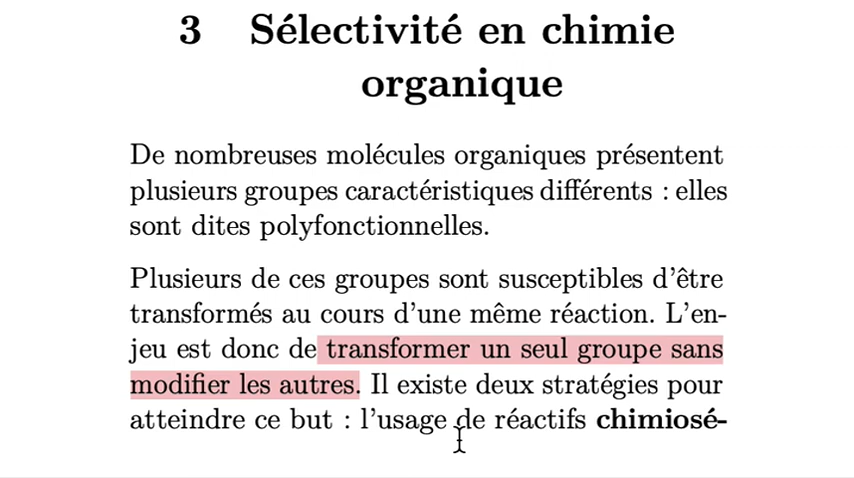 3 Sélectivité en chimie
organique
De nombreuses molécules organiques présentent
plusieurs groupes caractéristiques différents : elles
sont dites polyfonctionnelles.
Plusieurs de ces groupes sont susceptibles d'être
transformés au cours d'une même réaction. L'en-
jeu est donc de transformer un seul groupe sans
modifier les autres. Il existe deux stratégies pour
atteindre ce but : l'usage de réactifs chimiosé-